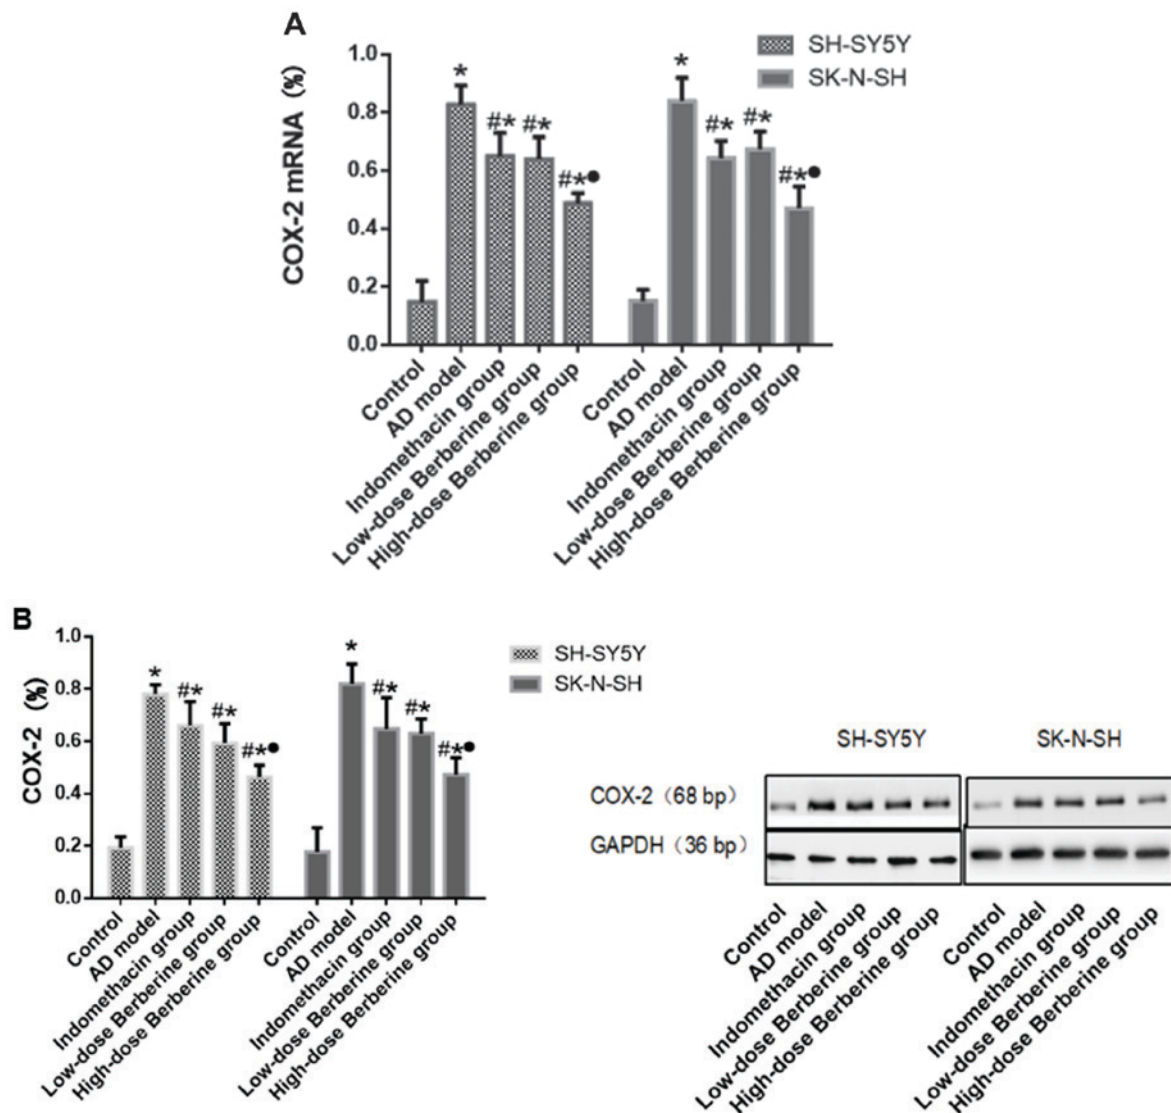 A
SH-SY5Y
SK-N-SH
COX-2 mRNA (%)
1.0
0.8
0.6
0.4
0.2
0.0
*
#*
#*
#*●
*
#*
#*
#*●
Control
AD model
Indomethacin group
Low-dose Berberine group
High-dose Berberine group
Control
AD model
Indomethacin group
Low-dose Berberine group
High-dose Berberine group
B
SH-SY5Y
SK-N-SH
COX-2 (%)
1.0
0.8
0.6
0.4
0.2
0.0
*
#*
#*
#*●
*
#*
#*
#*●
Control
AD model
Indomethacin group
Low-dose Berberine group
High-dose Berberine group
Control
AD model
Indomethacin group
Low-dose Berberine group
High-dose Berberine group
SH-SY5Y SK-N-SH
COX-2（68 bp）
GAPDH（36 bp）
Control
AD model
Indomethacin group
Low-dose Berberine group
High-dose Berberine group
Control
AD model
Indomethacin group
Low-dose Berberine group
High-dose Berberine group